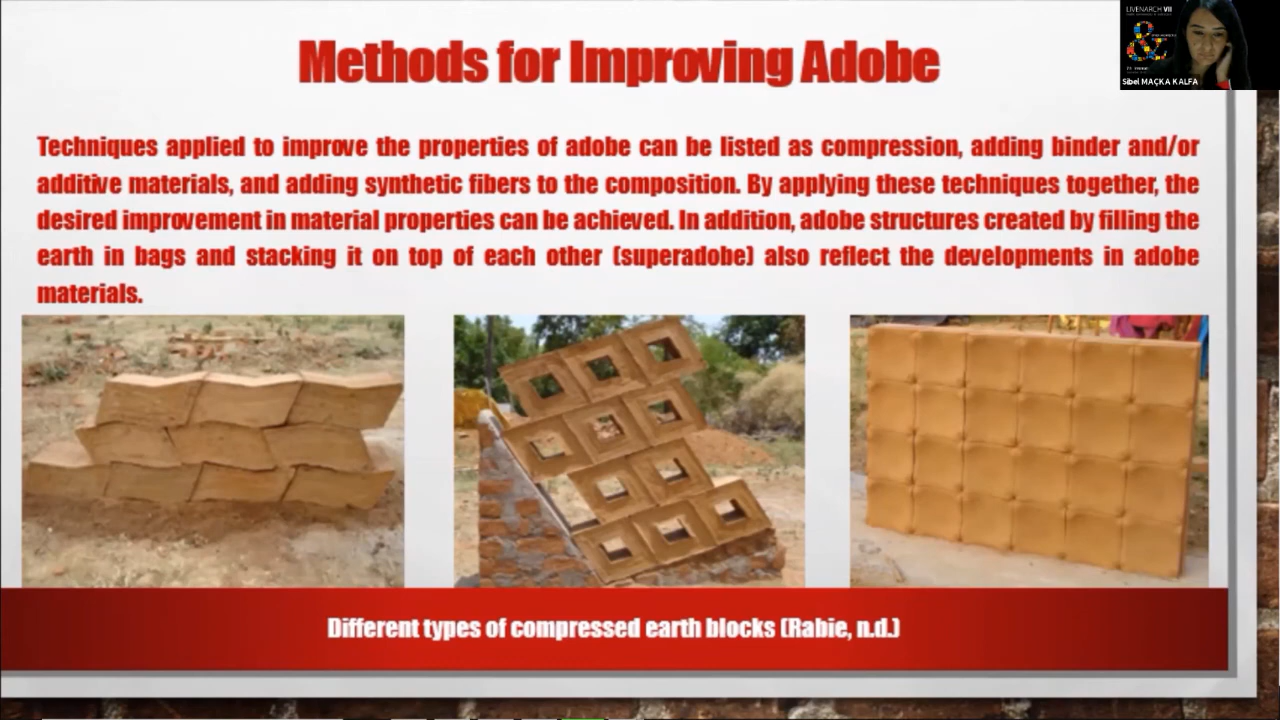 Methods for Improving Adobe
LIVENARCH VII
Sibel MAÇKA KALFA
Techniques applied to improve the properties of adobe can be listed as compression, adding binder and/or
additive materials, and adding synthetic fibers to the composition. By applying these techniques together, the
desired improvement in material properties can be achieved. In addition, adobe structures created by filling the
earth in bags and stacking it on top of each other (superadobe) also reflect the developments in adobe
materials.
Different types of compressed earth blocks (Rabie, n.d.)